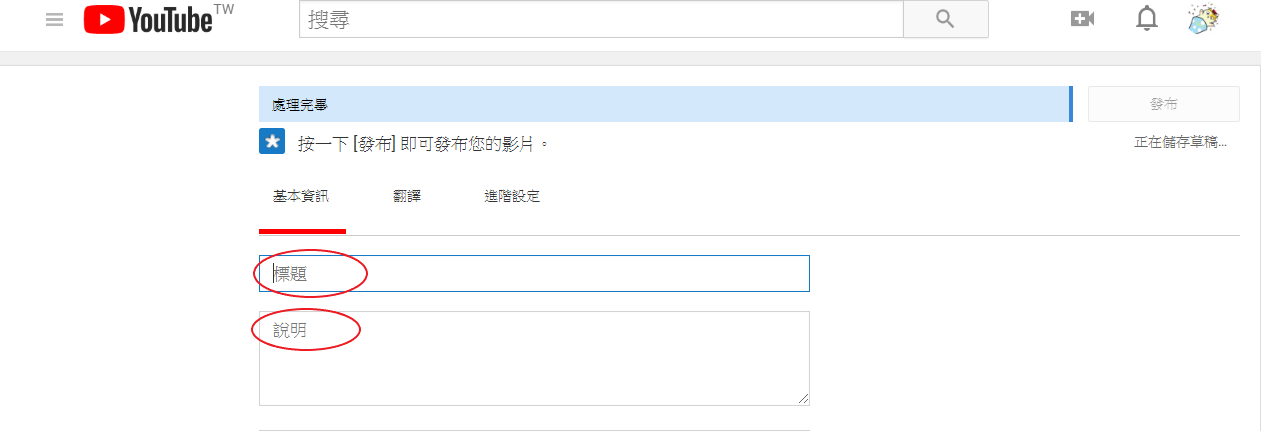 YouTube TW
搜尋
處理完畢
發布
按一下 [發布] 即可發布您的影片。
正在儲存草稿...
基本資訊 翻譯 進階設定
標題
說明